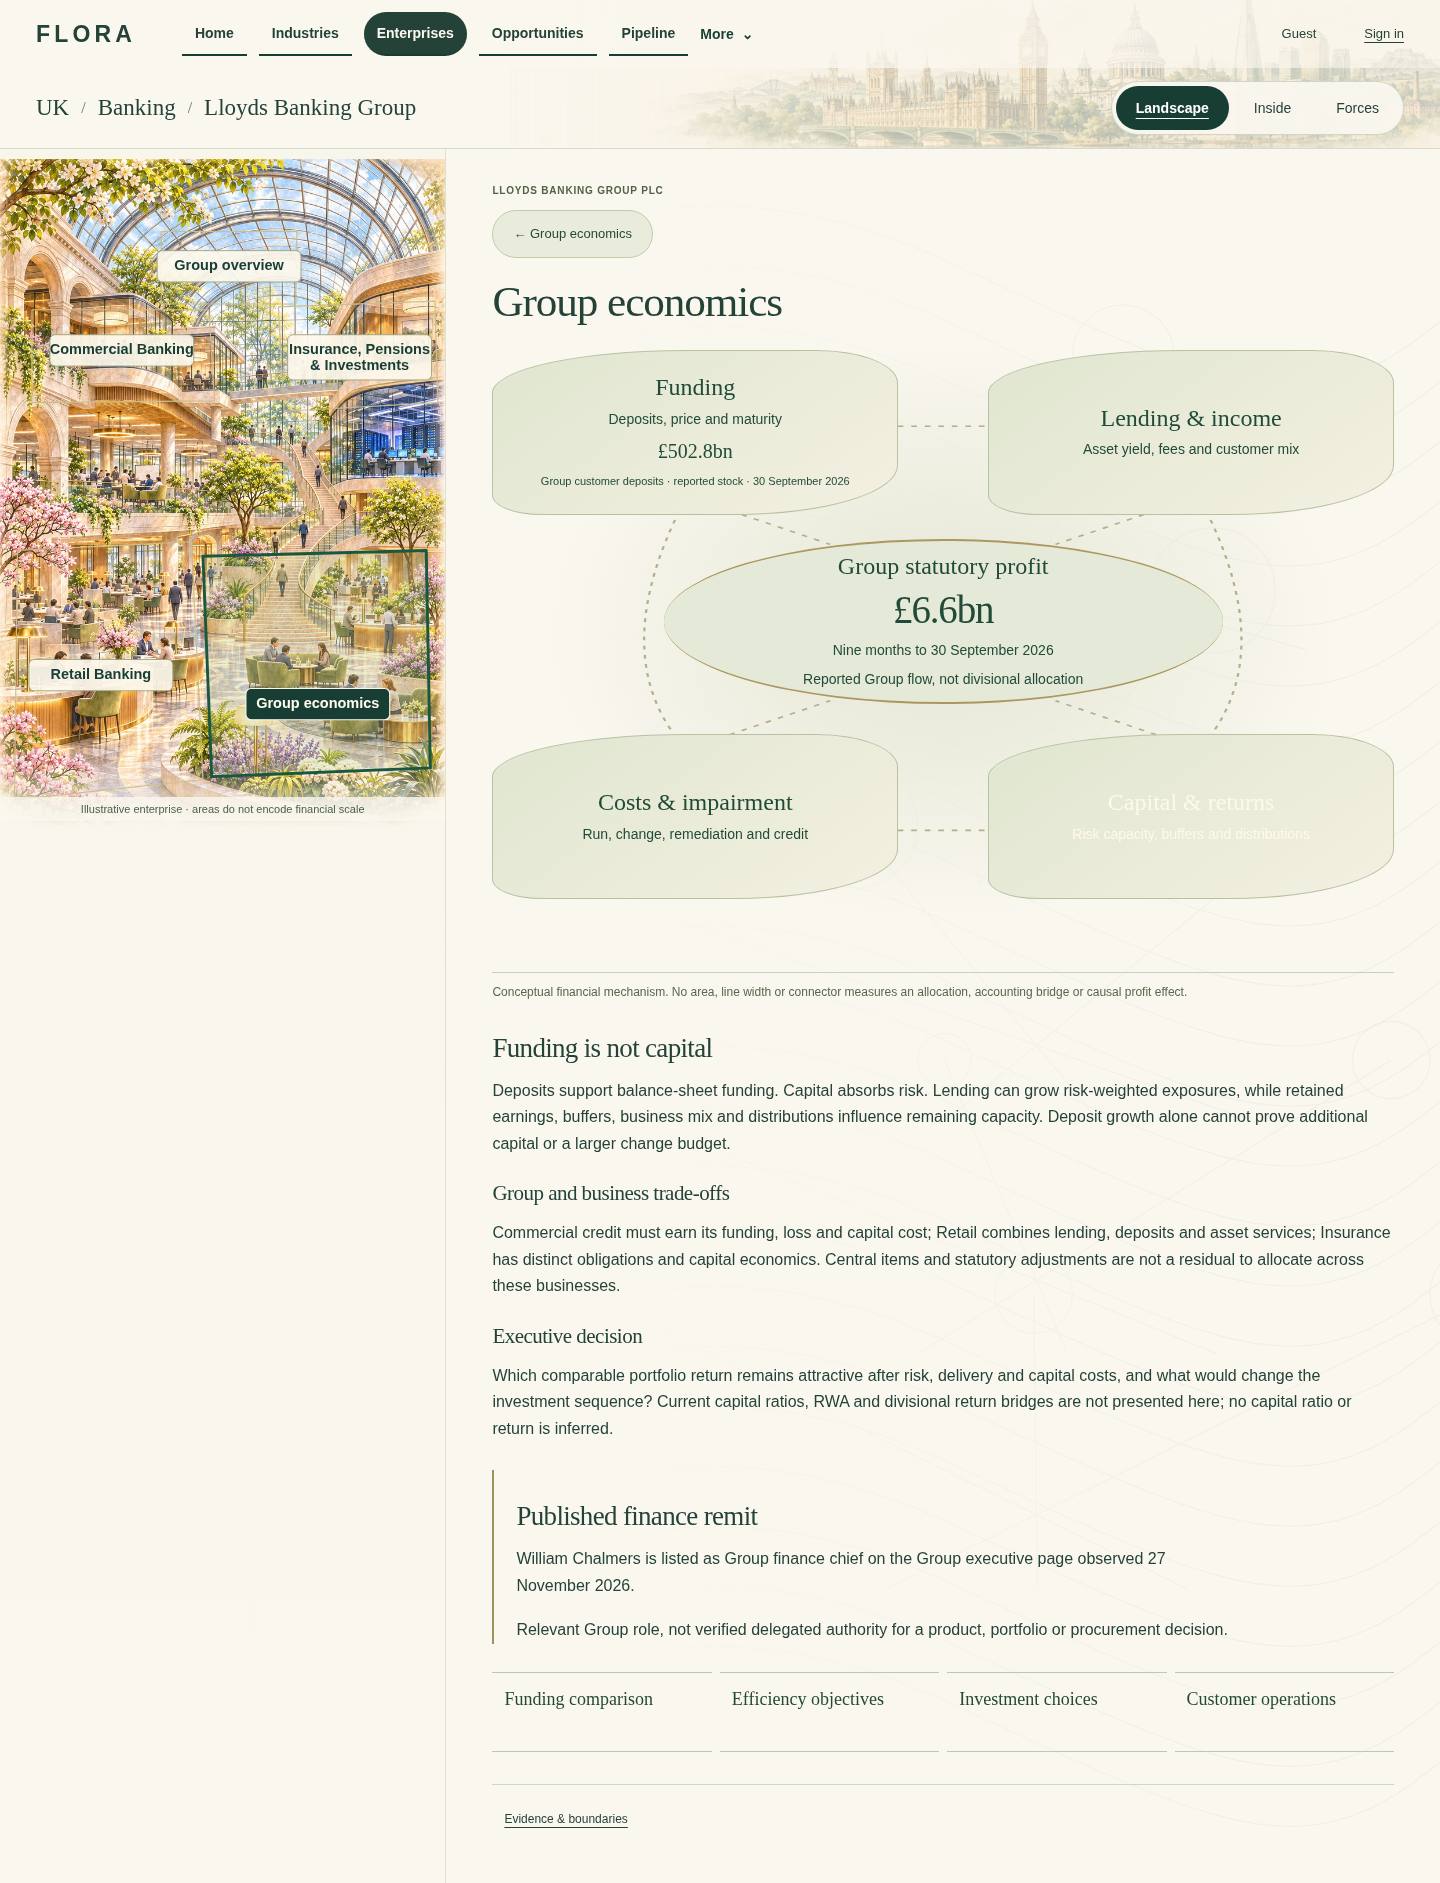 FLORA
Home
Industries
Enterprises
Opportunities
Pipeline
More
Guest
Sign in
UK / Banking / Lloyds Banking Group
Landscape
Inside
Forces
Group overview
Commercial Banking
Insurance, Pensions
& Investments
Retail Banking
Group economics
Illustrative enterprise · areas do not encode financial scale
LLOYDS BANKING GROUP PLC
← Group economics
Group economics
Funding
Deposits, price and maturity
£502.8bn
Group customer deposits · reported stock · 30 September 2026
Lending & income
Asset yield, fees and customer mix
Group statutory profit
£6.6bn
Nine months to 30 September 2026
Reported Group flow, not divisional allocation
Costs & impairment
Run, change, remediation and credit
Capital & returns
Risk capacity, buffers and distributions
Conceptual financial mechanism. No area, line width or connector measures an allocation, accounting bridge or causal profit effect.
Funding is not capital
Deposits support balance-sheet funding. Capital absorbs risk. Lending can grow risk-weighted exposures, while retained
earnings, buffers, business mix and distributions influence remaining capacity. Deposit growth alone cannot prove additional
capital or a larger change budget.
Group and business trade-offs
Commercial credit must earn its funding, loss and capital cost; Retail combines lending, deposits and asset services; Insurance
has distinct obligations and capital economics. Central items and statutory adjustments are not a residual to allocate across
these businesses.
Executive decision
Which comparable portfolio return remains attractive after risk, delivery and capital costs, and what would change the
investment sequence? Current capital ratios, RWA and divisional return bridges are not presented here; no capital ratio or
return is inferred.
Published finance remit
William Chalmers is listed as Group finance chief on the Group executive page observed 27
November 2026.
Relevant Group role, not verified delegated authority for a product, portfolio or procurement decision.
Funding comparison
Efficiency objectives
Investment choices
Customer operations
Evidence & boundaries